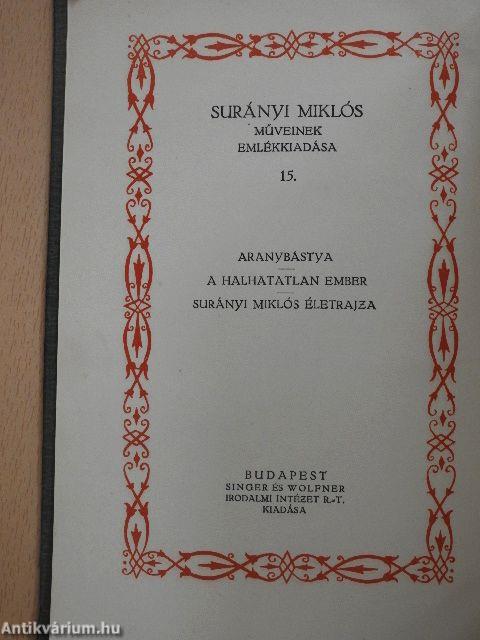 SURÁNYI MIKLÓS
MŰVEINEK
EMLÉKKIADÁSA
15.
ARANYBÁSTYA
A HALHATATLAN EMBER
SURÁNYI MIKLÓS ÉLETRAJZA
BUDAPEST
SINGER ÉS WOLFNER
IRODALMI INTÉZET R.-T.
KIADÁSA
Antikvárium.hu